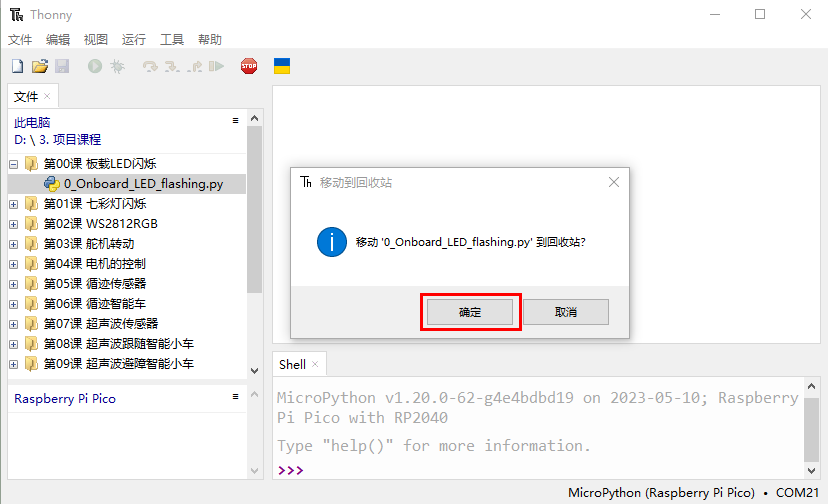 Thonny
文件 编辑 视图 运行 工具 帮助
STOP
文件 ×
此电脑
D: \ 3. 项目课程
第00课 板载LED闪烁
0_Onboard_LED_flashing.py
第01课 七彩灯闪烁
第02课 WS2812RGB
第03课 舵机转动
第04课 电机的控制
第05课 循迹传感器
第06课 循迹智能车
第07课 超声波传感器
第08课 超声波跟随智能小车
第09课 超声波避障智能小车
Raspberry Pi Pico
移动到回收站
移动 '0_Onboard_LED_flashing.py' 到回收站?
确定 取消
Shell ×
MicroPython v1.20.0-62-g4e4bdbd19 on 2023-05-10; Raspberry
Pi Pico with RP2040
Type "help()" for more information.
>>>
MicroPython (Raspberry Pi Pico) • COM21